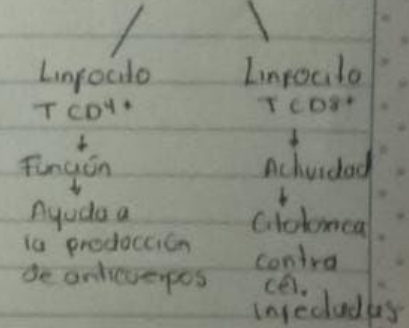 Linfocito
T CD4+
Función
Ayuda a
la producción
de anticuerpos
Linfocito
T CD8+
Actividad
Citotóxica
contra
cél.
infectadas